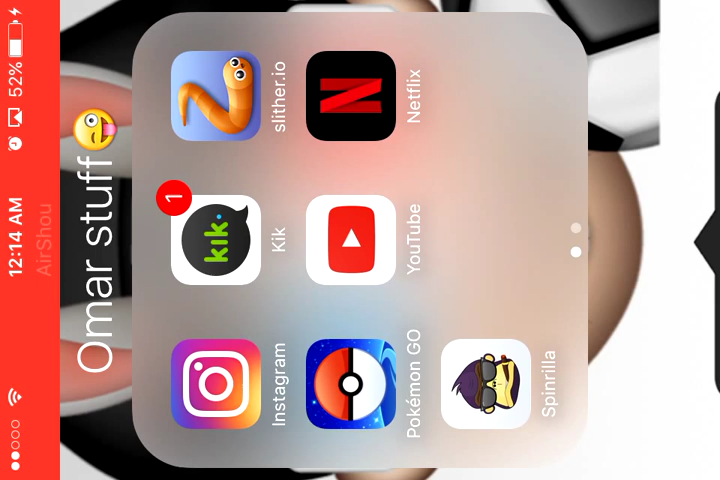 12:14 AM
52%
AirShou
Omar stuff 😜
Instagram
kik.
1
Kik
slither.io
Pokémon GO
YouTube
N
Netflix
Spinrilla